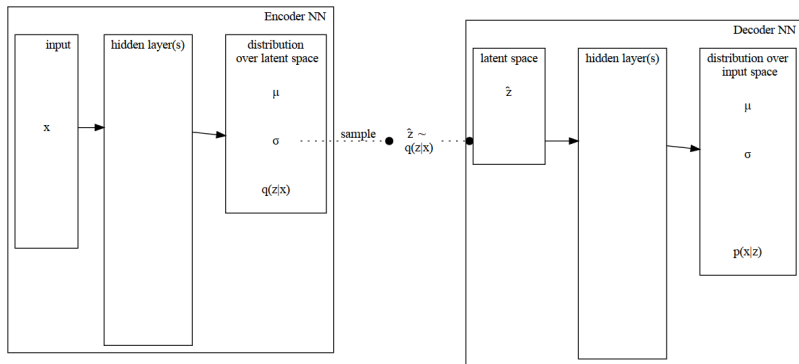 Encoder NN
input
x
hidden layer(s)
distribution
over latent space
μ
σ
q(z|x)
sample
ẑ ~
q(z|x)
Decoder NN
latent space
ẑ
hidden layer(s)
distribution over
input space
μ
σ
p(x|z)